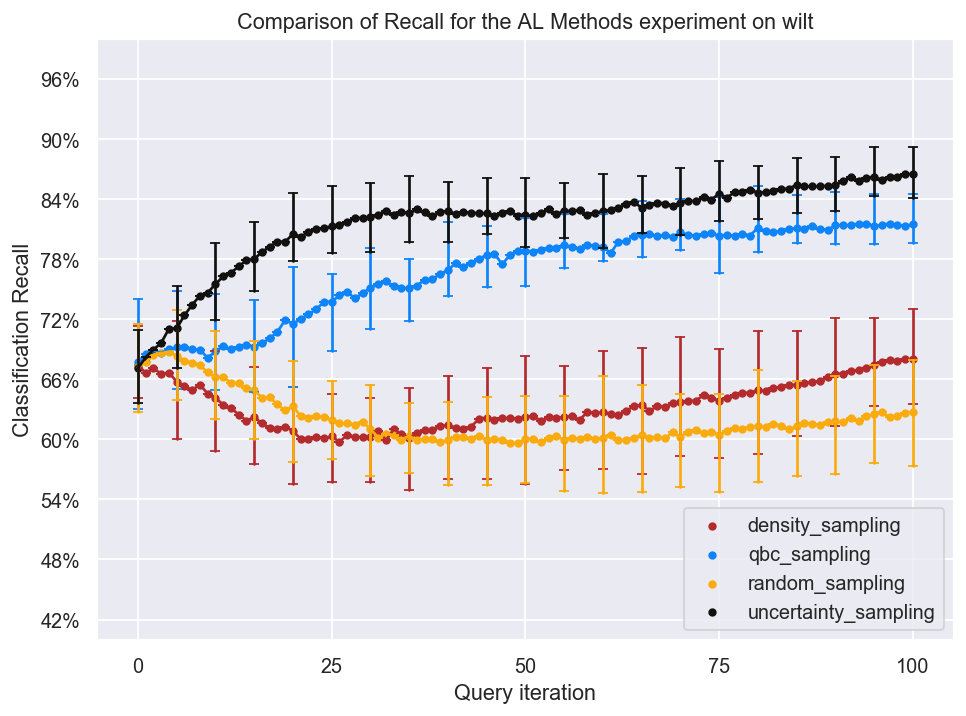 Comparison of Recall for the AL Methods experiment on wilt
Classification Recall
96%
90%
84%
78%
72%
66%
60%
54%
48%
42%
density_sampling
qbc_sampling
random_sampling
uncertainty_sampling
0 25 50 75 100
Query iteration